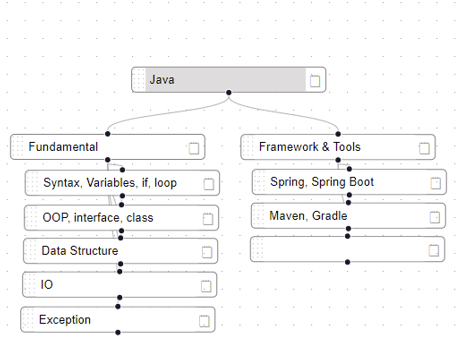 Java
Fundamental
Syntax, Variables, if, loop
OOP, interface, class
Data Structure
IO
Exception
Framework & Tools
Spring, Spring Boot
Maven, Gradle